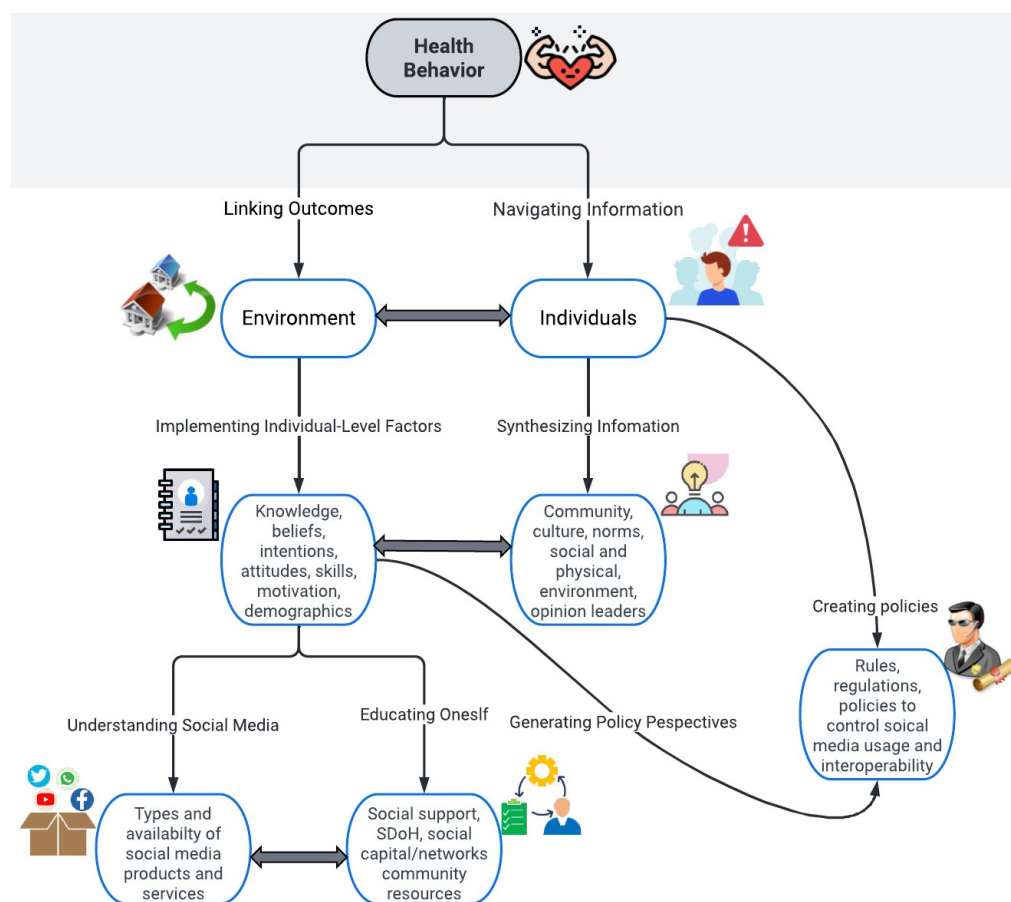 Health
Behavior
Linking Outcomes
Navigating Information
Environment
Individuals
Implementing Individual-Level Factors
Synthesizing Infomation
Knowledge,
beliefs,
intentions,
attitudes, skills,
motivation,
demographics
Community,
culture, norms,
social and
physical,
environment,
opinion leaders
Creating policies
Rules,
regulations,
policies to
control soical
media usage and
interoperability
Understanding Social Media
Educating Oneslf
Generating Policy Pespectives
Types and
availabilty of
social media
products and
services
Social support,
SDoH, social
capital/networks
community
resources